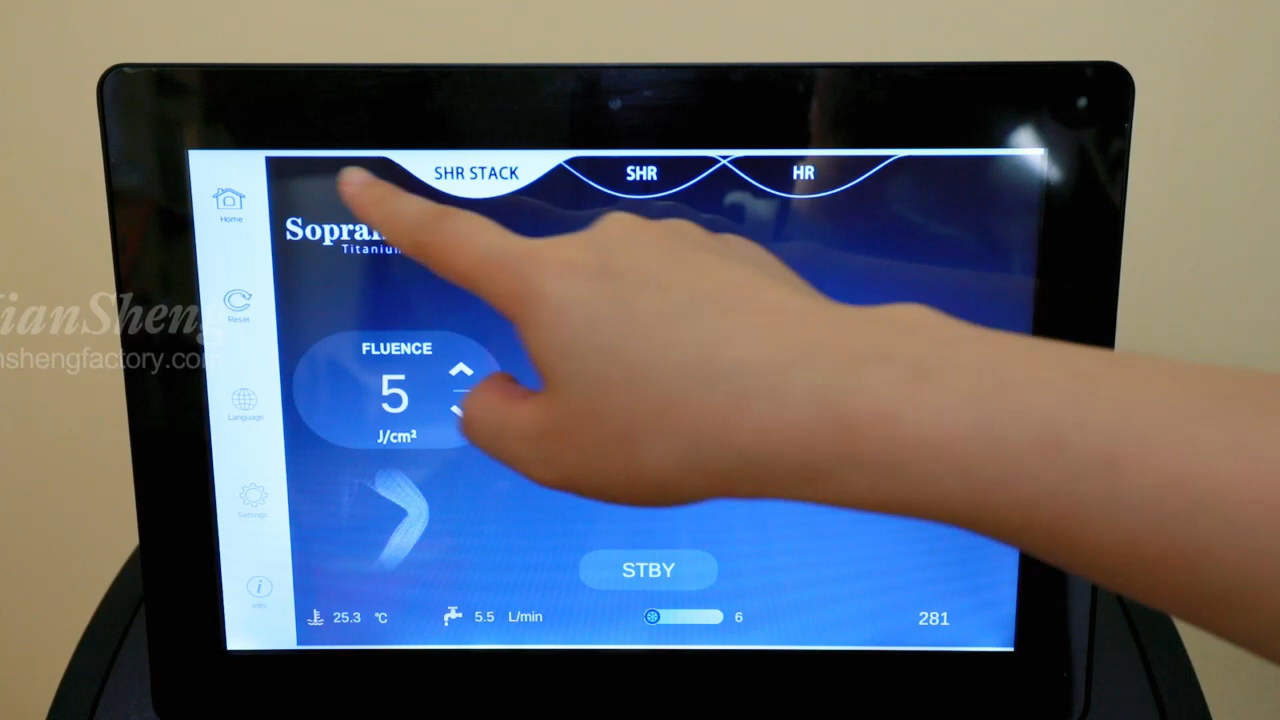 SHR STACK
SHR
HR
Home
Titanium
Reset
FLUENCE
5
J/cm²
Language
Settings
STBY
Info
25.3 °C
5.5 L/min
6
281